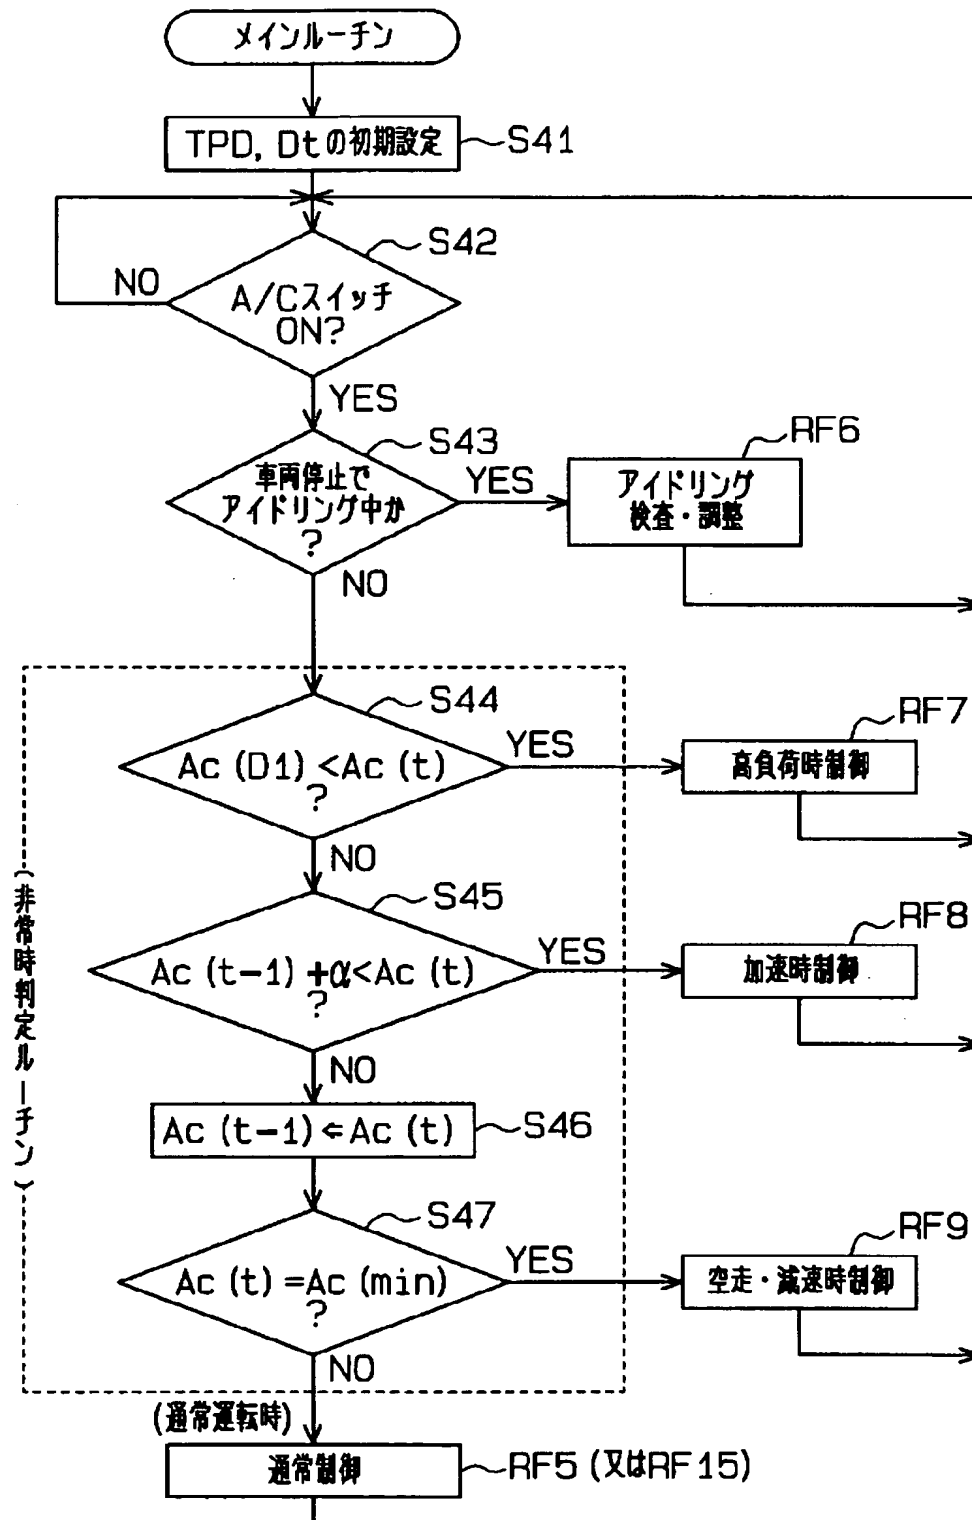 メインルーチン
TPD, Dtの初期設定
S41
S42
NO
A/Cスイッチ
ON?
YES
S43
車両停止で
アイドリング中か
?
YES
RF6
アイドリング
検査・調整
NO
S44
Ac(D1)<Ac(t)
?
YES
RF7
高負荷時制御
NO
S45
Ac(t-1)+α<Ac(t)
?
YES
RF8
加速時制御
NO
(非常時判定ルーチン)
Ac(t-1)⇐Ac(t)
S46
S47
Ac(t)=Ac(min)
?
YES
RF9
空走・減速時制御
NO
(通常運転時)
通常制御
RF5(又はRF15)